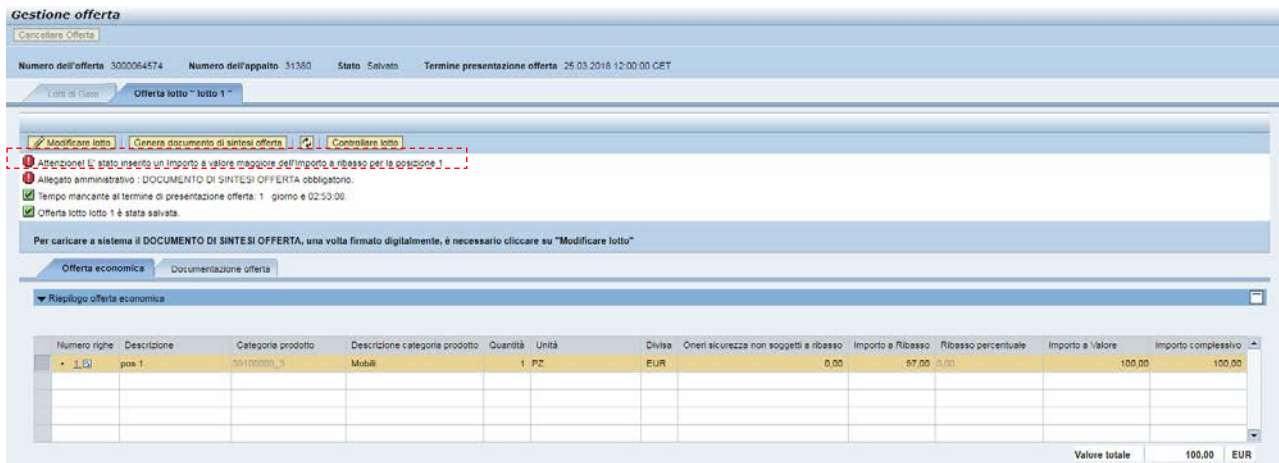 Gestione offerta
Cancellare Offerta
Numero dell'offerta 3000064574 Numero dell'appalto 31380 Stato Salvato Termine presentazione offerta 25.03.2018 12:00:00 CET
Lotti di Gara Offerta lotto " lotto 1 "
Modificare lotto Genera documento di sintesi offerta Controllare lotto
Attenzione! E' stato inserito un Importo a valore maggiore dell'Importo a ribasso per la posizione 1
Allegato amministrativo : DOCUMENTO DI SINTESI OFFERTA obbligatorio.
Tempo mancante al termine di presentazione offerta: 1 giorno e 02:53:08.
Offerta lotto lotto 1 è stata salvata.
Per caricare a sistema il DOCUMENTO DI SINTESI OFFERTA, una volta firmato digitalmente, è necessario cliccare su "Modificare lotto"
Offerta economica Documentazione offerta
Riepilogo offerta economica
Numero righe Descrizione Categoria prodotto Descrizione categoria prodotto Quantità Unità Divisa Oneri sicurezza non soggetti a ribasso Importo a Ribasso Ribasso percentuale Importo a Valore Importo complessivo
• 1 pos 1 Mobili 1 PZ EUR 0,00 57,00 0,00 100,00 100,00
Valore totale 100,00 EUR